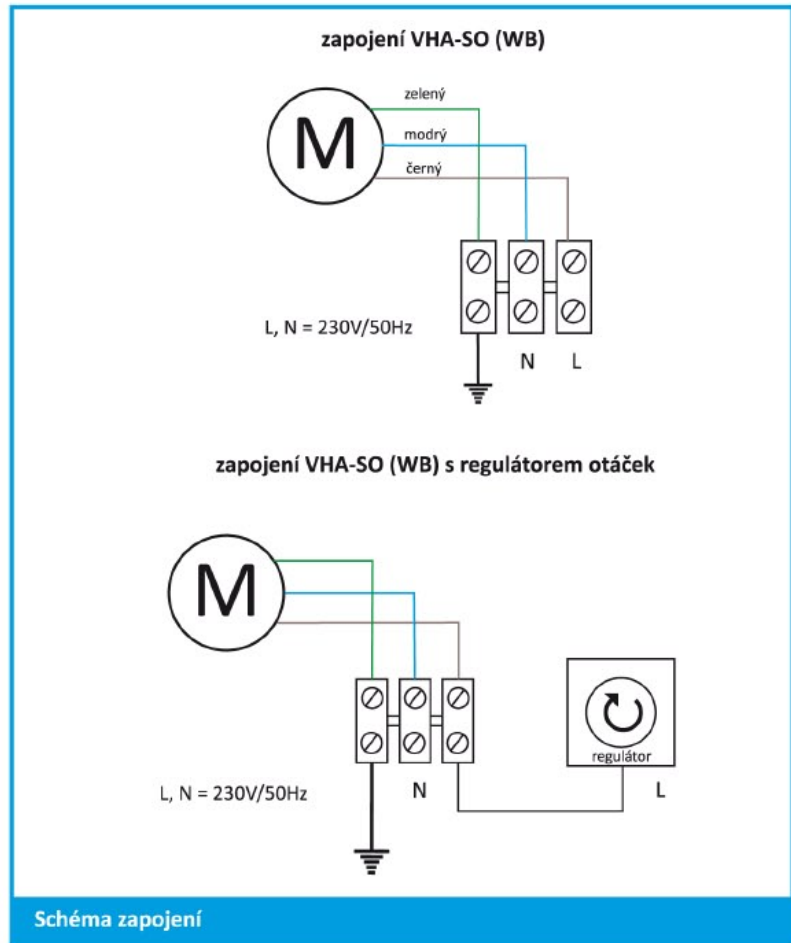 zapojení VHA-SO (WB)
zelený
M
modrý
černý
L, N = 230V/50Hz
N
L
zapojení VHA-SO (WB) s regulátorem otáček
M
regulátor
L, N = 230V/50Hz
N
L
Schéma zapojení